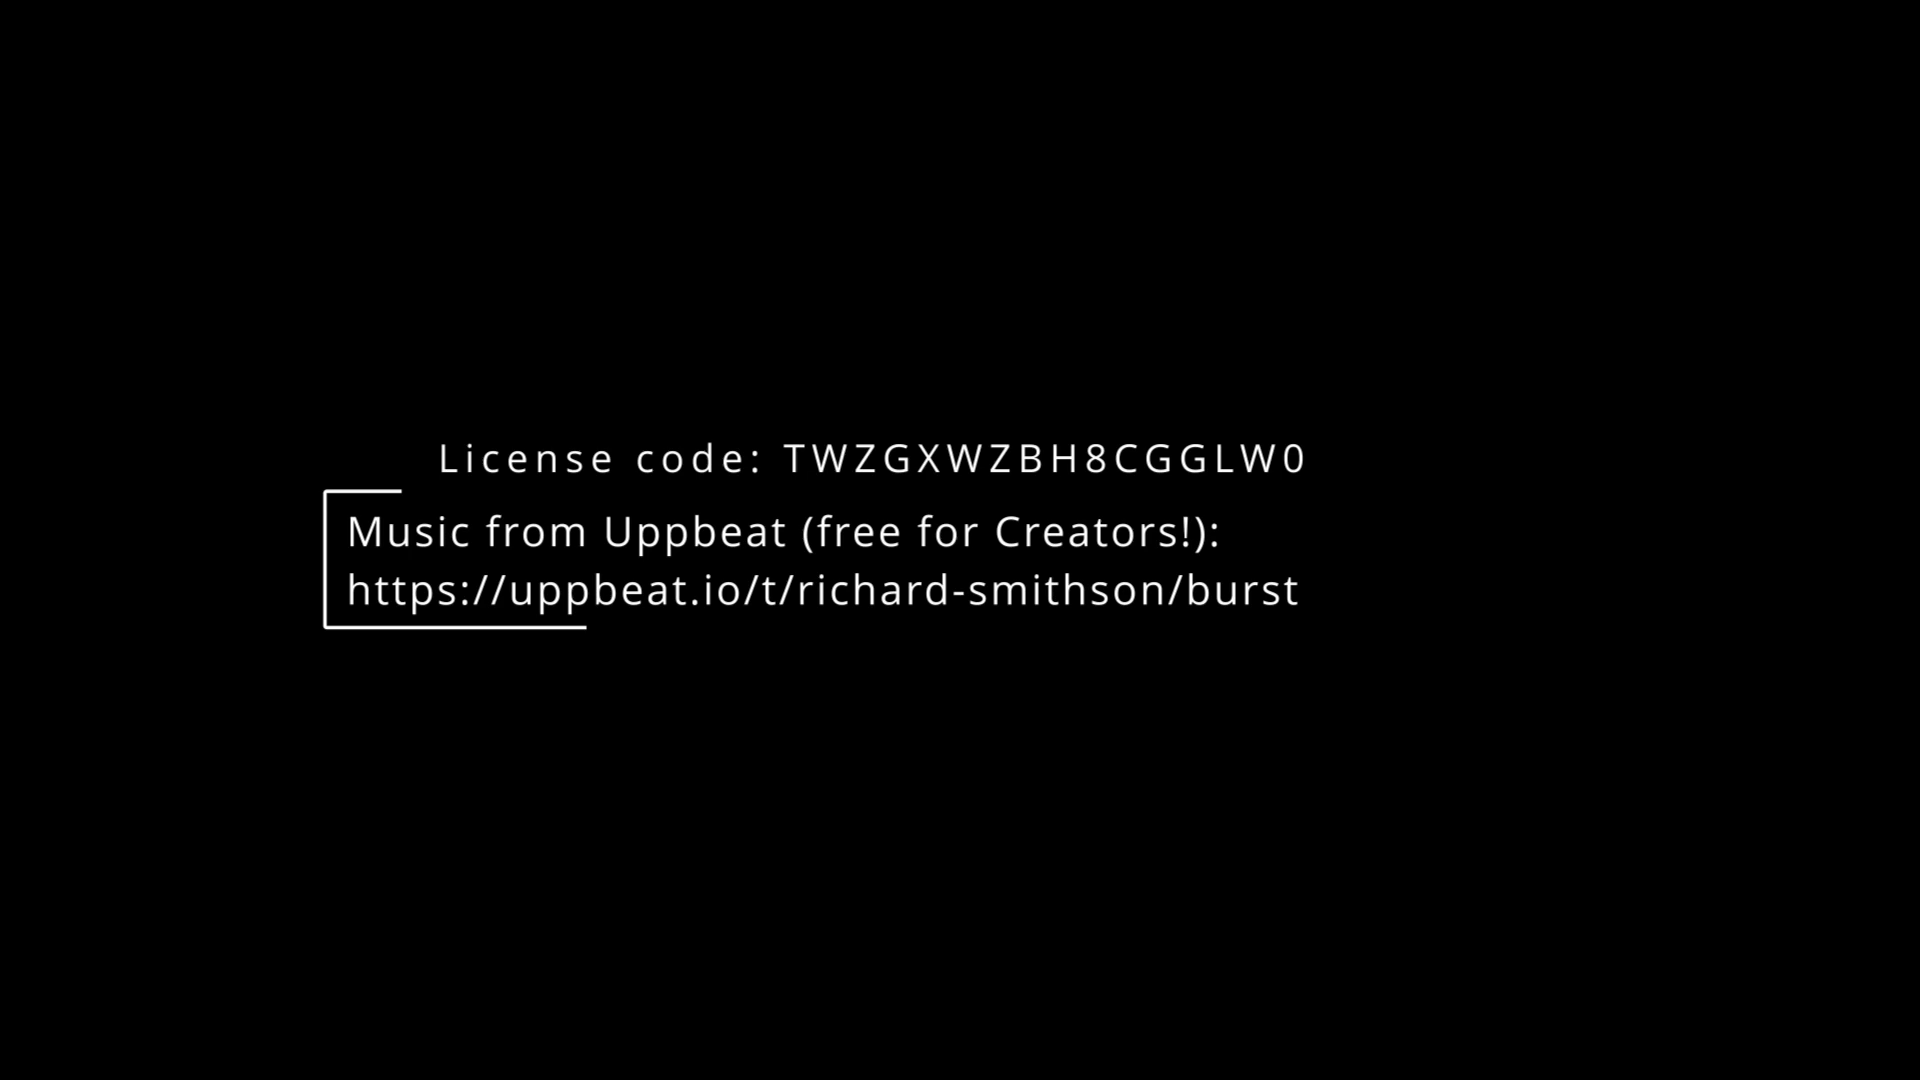 License code: TWZGXWZBH8CGGLW0
Music from Uppbeat (free for Creators!):
https://uppbeat.io/t/richard-smithson/burst